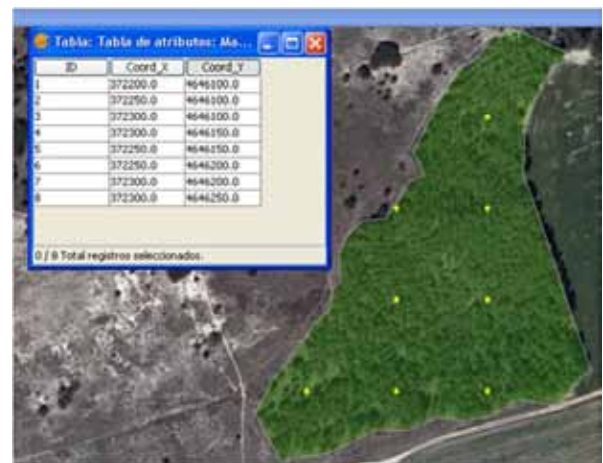 Tabla: Tabla de atributos: Ma...
ID Coord_X Coord_Y
1 372200.0 4646100.0
2 372250.0 4646100.0
3 372300.0 4646100.0
4 372300.0 4646150.0
5 372250.0 4646150.0
6 372250.0 4646200.0
7 372300.0 4646200.0
8 372300.0 4646250.0
0 / 8 Total registros seleccionados.